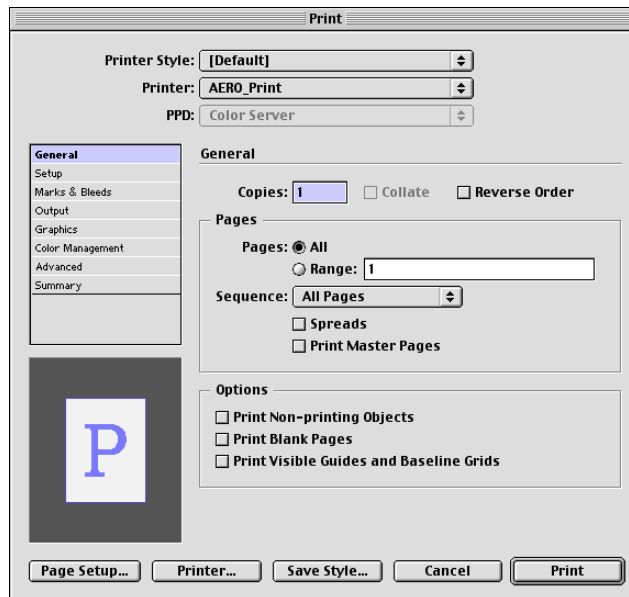 Print
Printer Style: [Default]
Printer: AERO_Print
PPD: Color Server
General
Setup
Marks & Bleeds
Output
Graphics
Color Management
Advanced
Summary
General
Copies: 1 Collate Reverse Order
Pages
Pages: All
Range: 1
Sequence: All Pages
Spreads
Print Master Pages
Options
Print Non-printing Objects
Print Blank Pages
Print Visible Guides and Baseline Grids
P
Page Setup... Printer... Save Style... Cancel Print